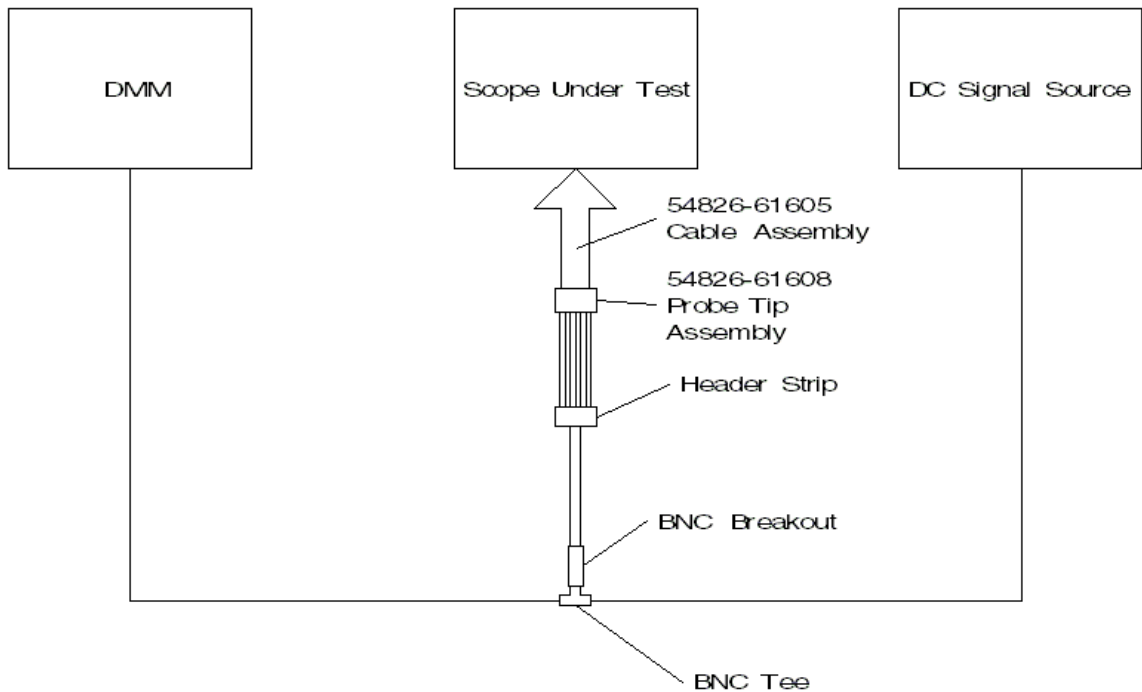 DMM
Scope Under Test
DC Signal Source
54826-61605
Cable Assembly
54826-61608
Probe Tip
Assembly
Header Strip
BNC Breakout
BNC Tee